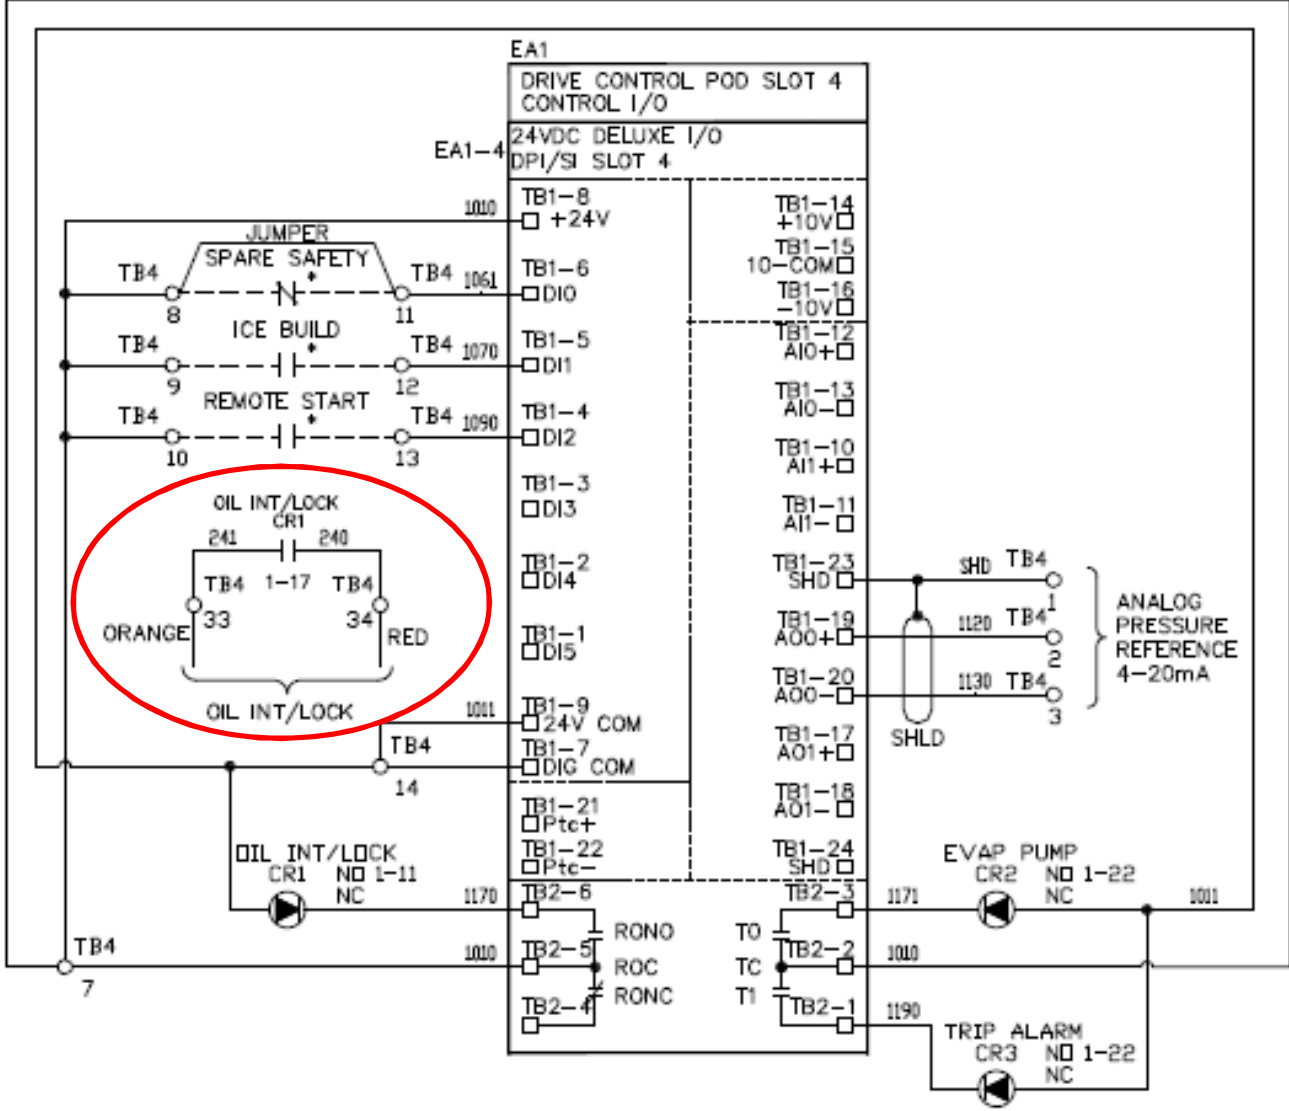 EA1
DRIVE CONTROL POD SLOT 4
CONTROL I/O
EA1-4
24VDC DELUXE I/O
DPI/SI SLOT 4
1010
TB1-8
+24V
JUMPER
SPARE SAFETY
TB4
*
TB4
1061
8
11
TB1-6
DI0
ICE BUILD
TB4
*
TB4
1070
9
12
TB1-5
DI1
REMOTE START
TB4
*
TB4
1090
10
13
TB1-4
DI2
TB1-3
DI3
TB1-2
DI4
TB1-1
DI5
OIL INT/LOCK
CR1
241
240
TB4
1-17
TB4
33
34
ORANGE
RED
OIL INT/LOCK
1011
TB1-9
24V COM
TB4
14
TB1-7
DIG COM
TB1-21
Ptc+
TB1-22
Ptc-
OIL INT/LOCK
CR1 NO 1-11
NC
1170
TB2-6
RONO
TB4
7
1010
TB2-5
ROC
RONC
TB2-4
TB1-14
+10V
TB1-15
10-COM
TB1-16
-10V
TB1-12
AI0+
TB1-13
AI0-
TB1-10
AI1+
TB1-11
AI1-
TB1-23
SHD
SHD
TB4
1
TB1-19
AO0+
1120
TB4
2
TB1-20
AO0-
1130
TB4
3
SHLD
ANALOG
PRESSURE
REFERENCE
4-20mA
TB1-17
AO1+
TB1-18
AO1-
TB1-24
SHD
EVAP PUMP
CR2 NO 1-22
NC
TB2-3
1171
1011
TO
TB2-2
1010
TC
T1
TB2-1
1190
TRIP ALARM
CR3 NO 1-22
NC